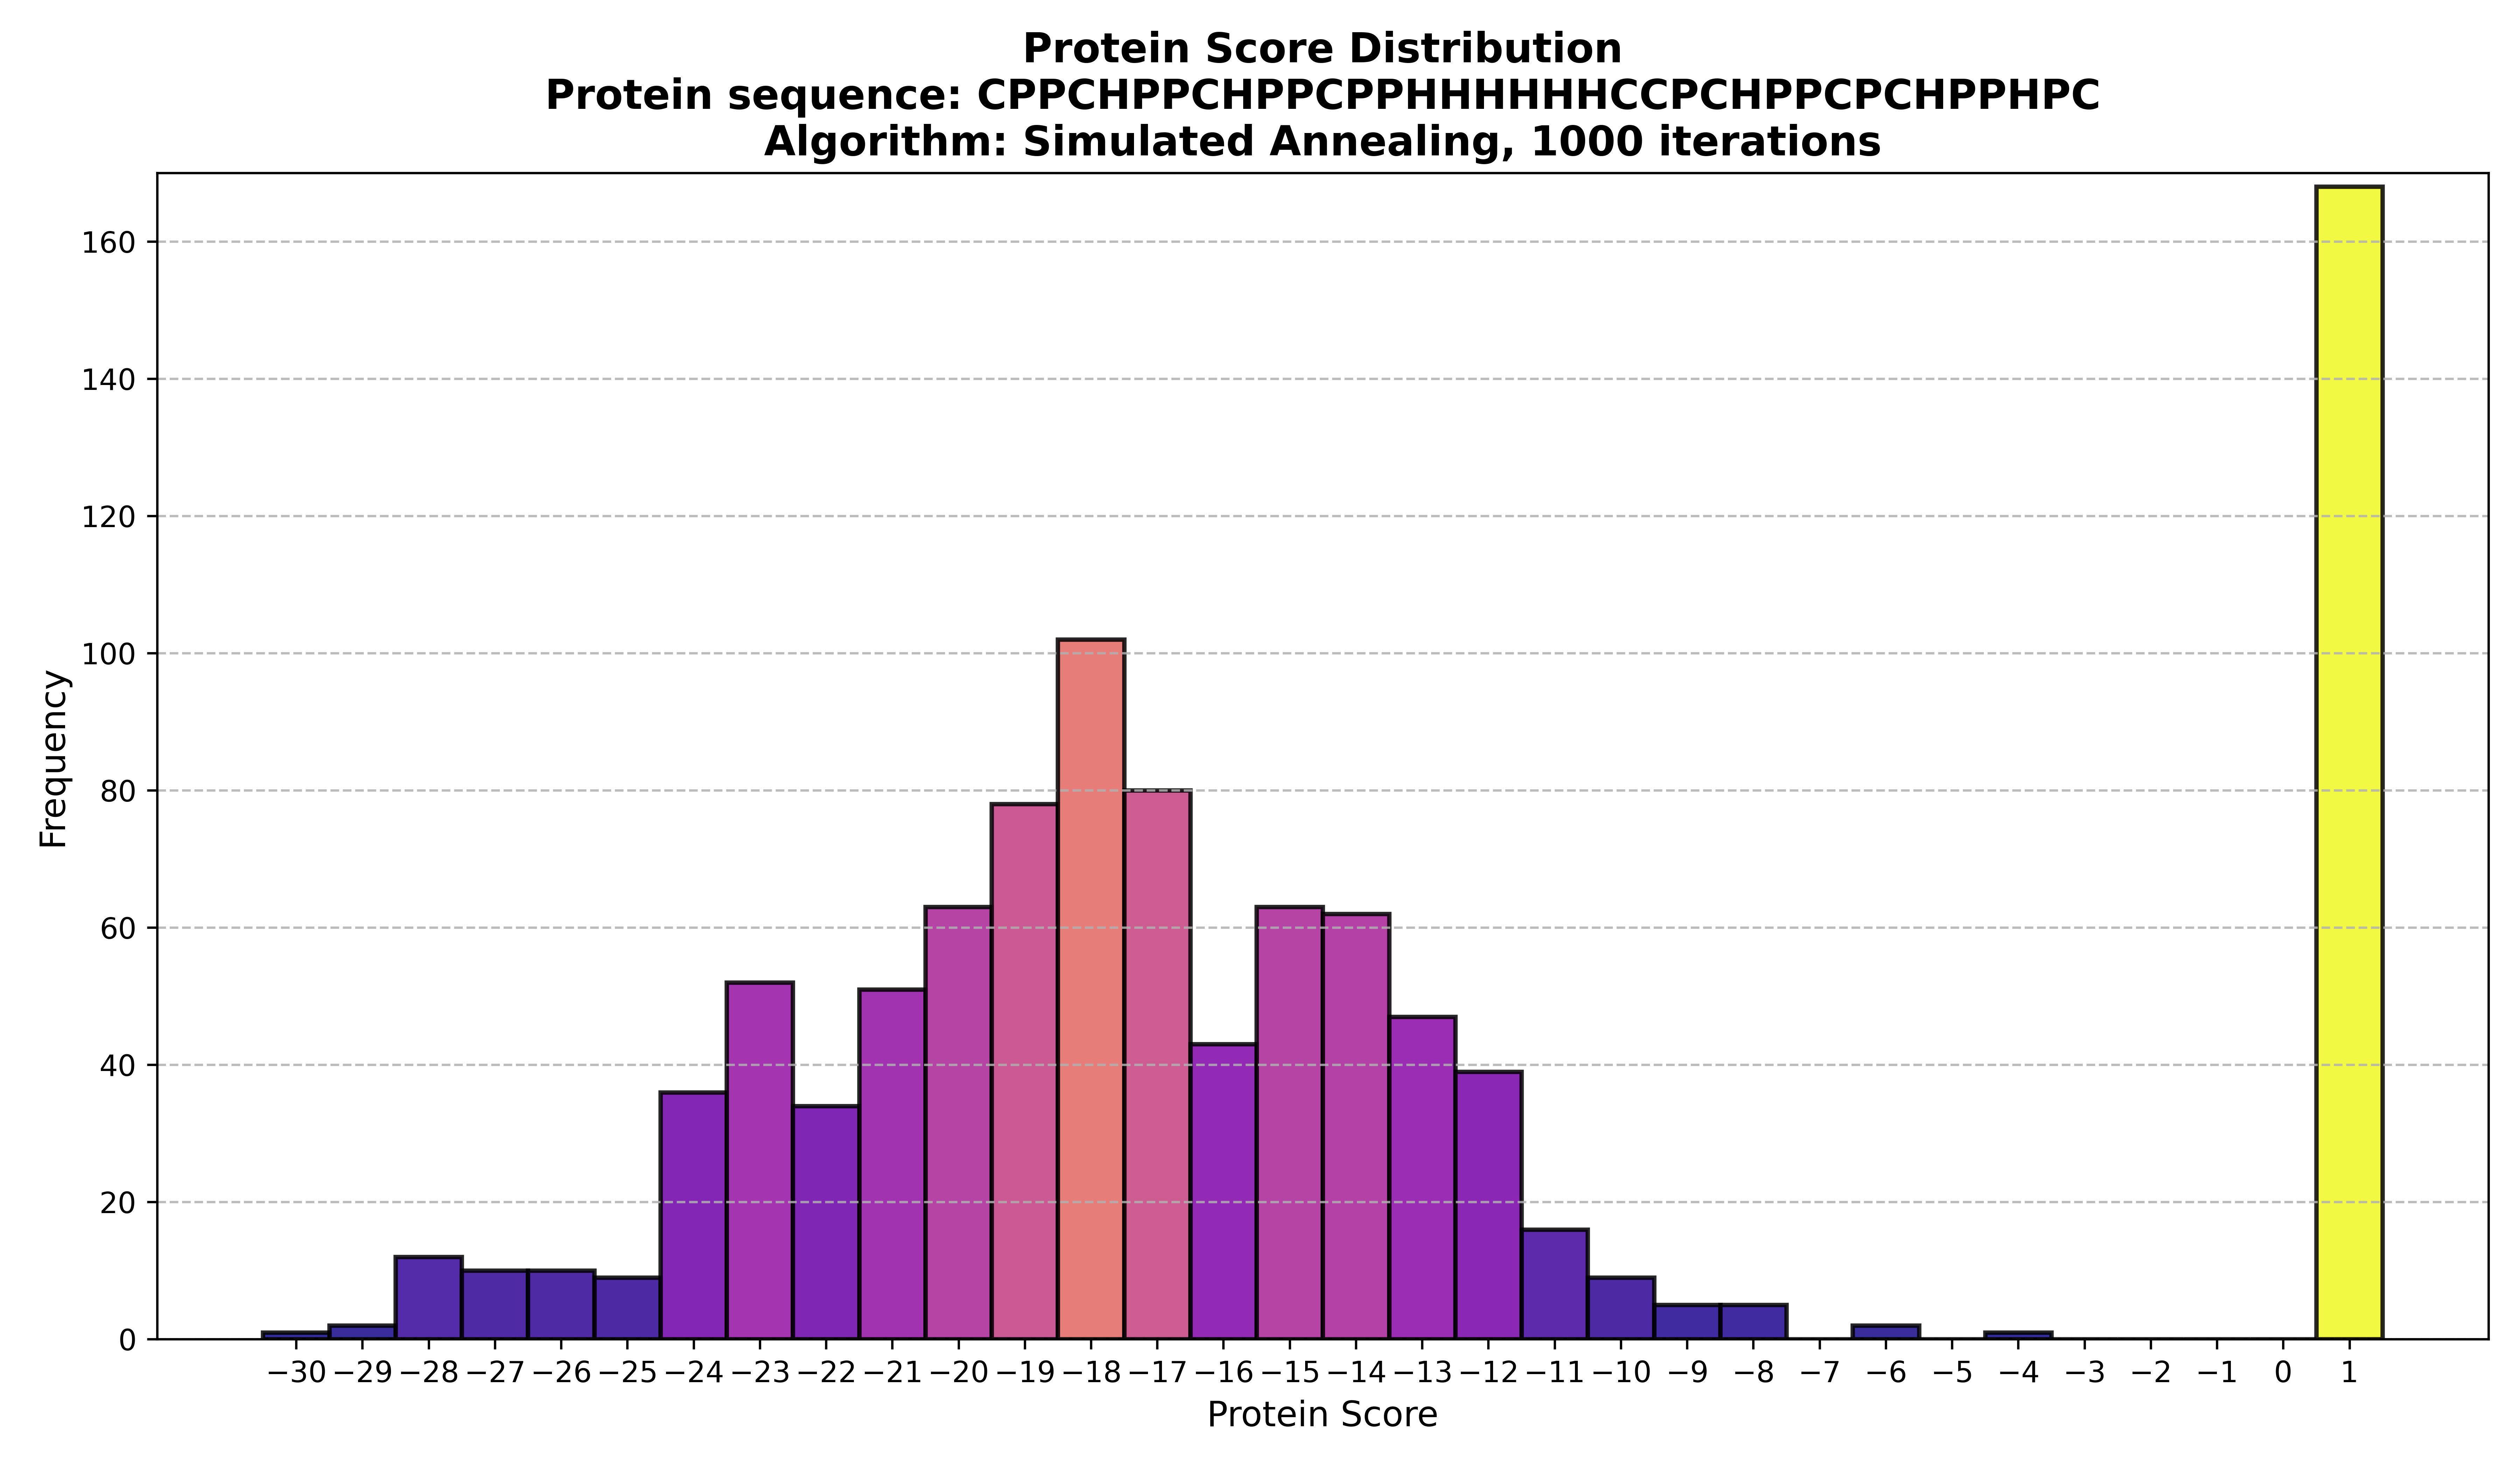 Protein Score Distribution
Protein sequence: CPPCHPPCHPPCPPHHHHHHCCPCHPPCPCHPPHPC
Algorithm: Simulated Annealing, 1000 iterations
160
140
120
100
80
60
40
20
0
Frequency
−30 −29 −28 −27 −26 −25 −24 −23 −22 −21 −20 −19 −18 −17 −16 −15 −14 −13 −12 −11 −10 −9 −8 −7 −6 −5 −4 −3 −2 −1 0 1
Protein Score